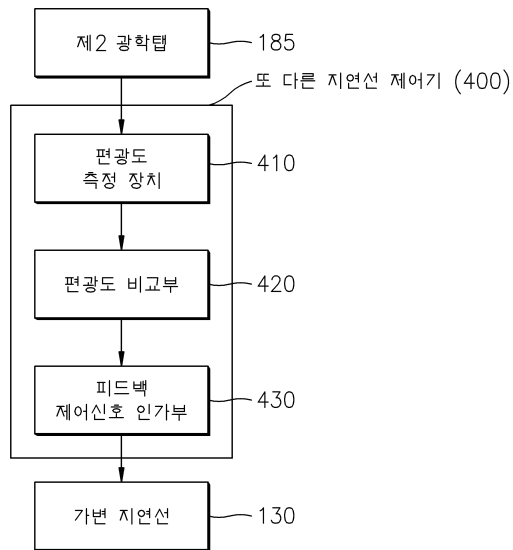 제2 광학탭
185
또 다른 지연선 제어기 (400)
편광도
측정 장치
410
편광도 비교부
420
피드백
제어신호 인가부
430
가변 지연선
130